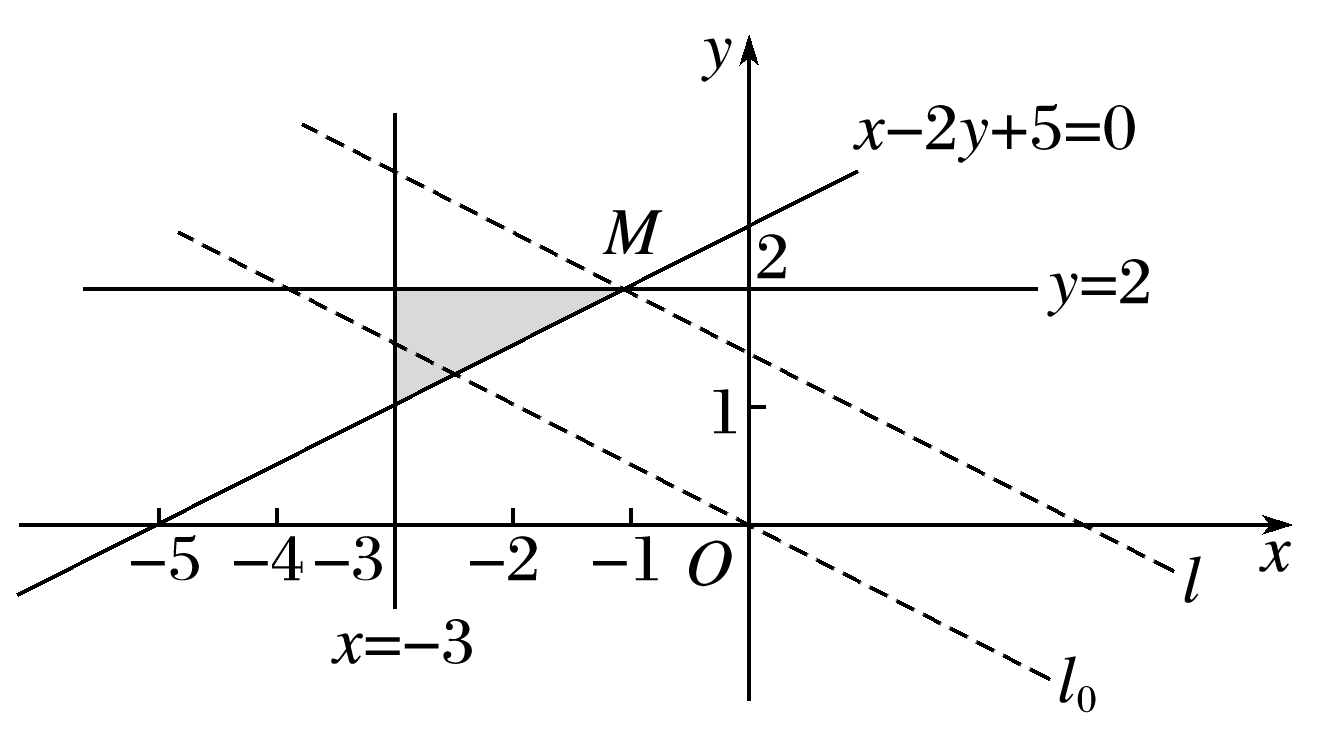 y
x−2y+5=0
M
2
y=2
1
−5 −4 −3 −2 −1 O x
l
x=−3
l₀